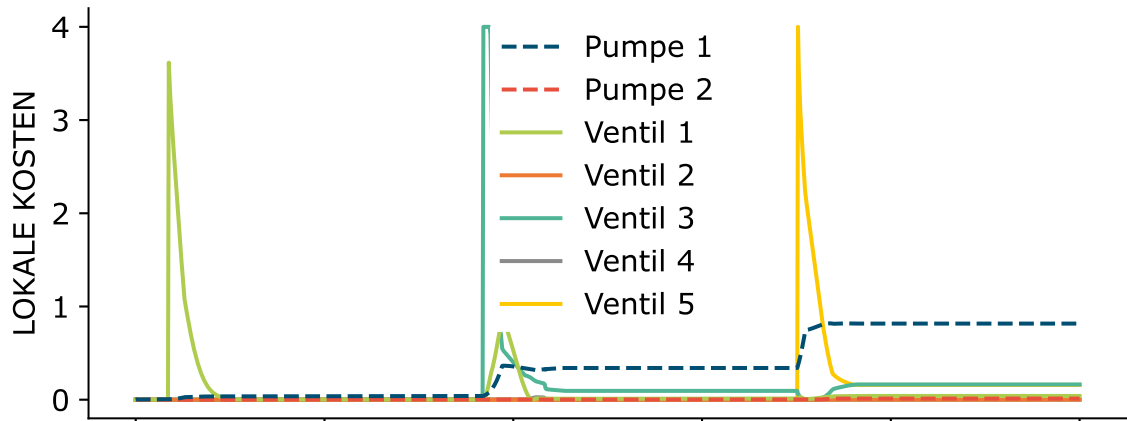 LOKALE KOSTEN
4
3
2
1
0
Pumpe 1
Pumpe 2
Ventil 1
Ventil 2
Ventil 3
Ventil 4
Ventil 5